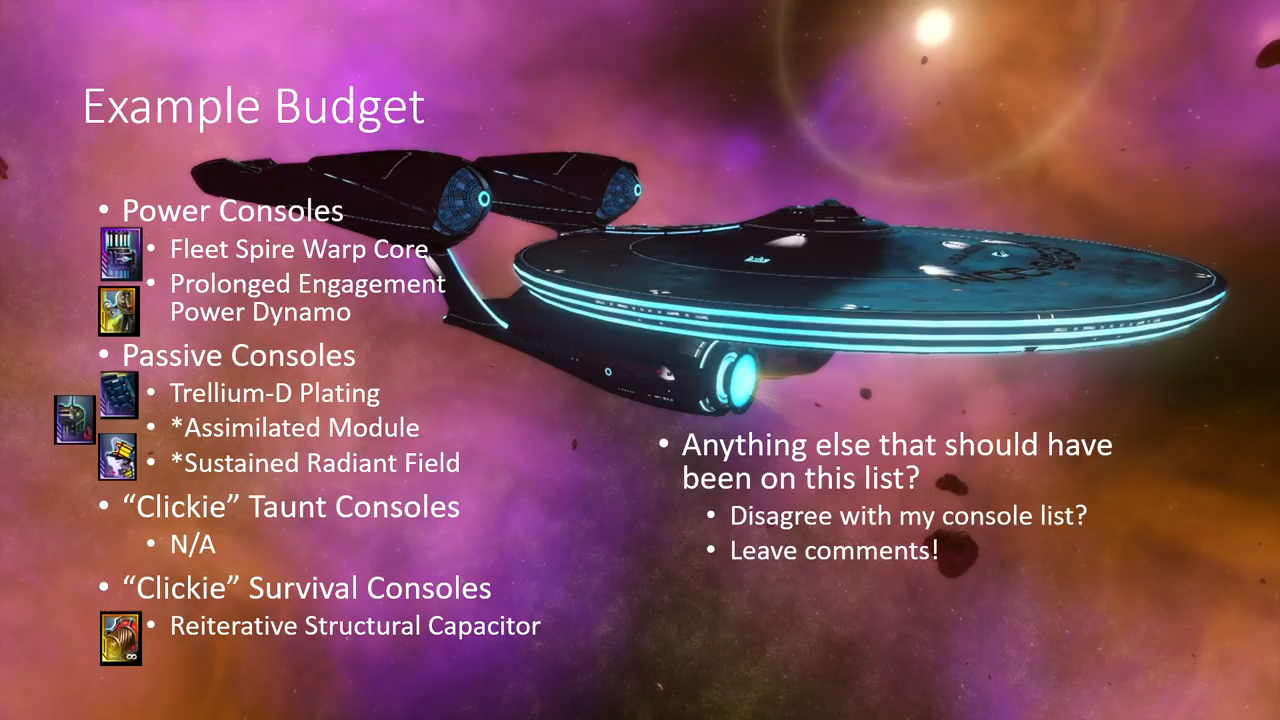 Example Budget
• Power Consoles
• Fleet Spire Warp Core
• Prolonged Engagement
Power Dynamo
• Passive Consoles
• Trellium-D Plating
• *Assimilated Module
• *Sustained Radiant Field
• “Clickie” Taunt Consoles
• N/A
• “Clickie” Survival Consoles
• Reiterative Structural Capacitor
• Anything else that should have
been on this list?
• Disagree with my console list?
• Leave comments!